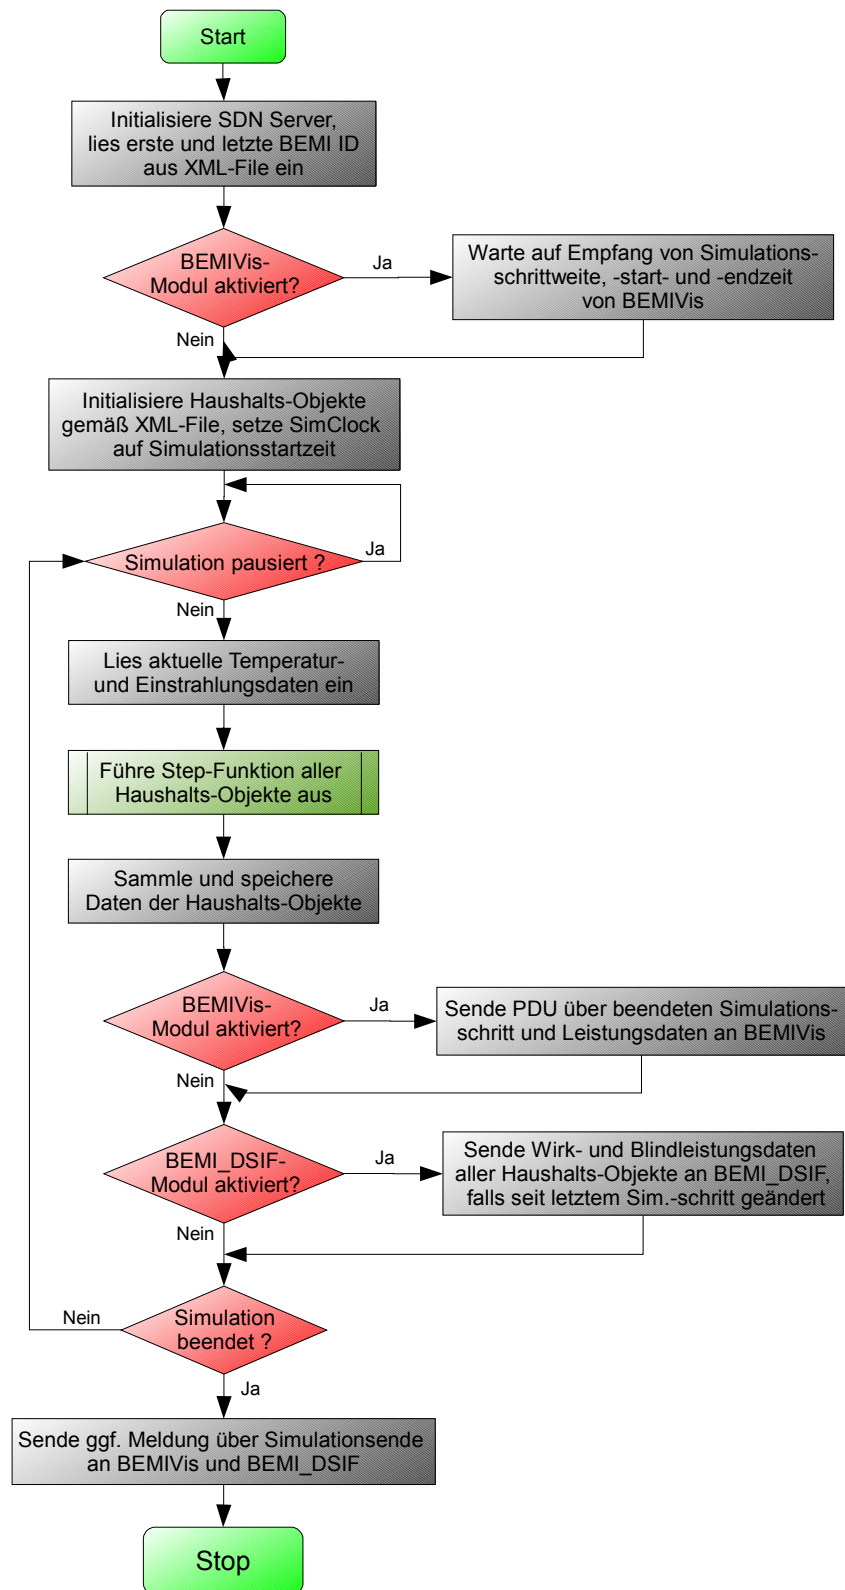 Start
Initialisiere SDN Server,
lies erste und letzte BEMI ID
aus XML-File ein
BEMIVis-
Modul aktiviert?
Ja
Warte auf Empfang von Simulations-
schrittweite, -start- und -endzeit
von BEMIVis
Nein
Initialisiere Haushalts-Objekte
gemäß XML-File, setze SimClock
auf Simulationsstartzeit
Simulation pausiert ?
Ja
Nein
Lies aktuelle Temperatur-
und Einstrahlungsdaten ein
Führe Step-Funktion aller
Haushalts-Objekte aus
Sammle und speichere
Daten der Haushalts-Objekte
BEMIVis-
Modul aktiviert?
Ja
Sende PDU über beendeten Simulations-
schritt und Leistungsdaten an BEMIVis
Nein
BEMI_DSIF-
Modul aktiviert?
Ja
Sende Wirk- und Blindleistungsdaten
aller Haushalts-Objekte an BEMI_DSIF,
falls seit letztem Sim.-schritt geändert
Nein
Simulation
beendet ?
Nein
Ja
Sende ggf. Meldung über Simulationsende
an BEMIVis und BEMI_DSIF
Stop